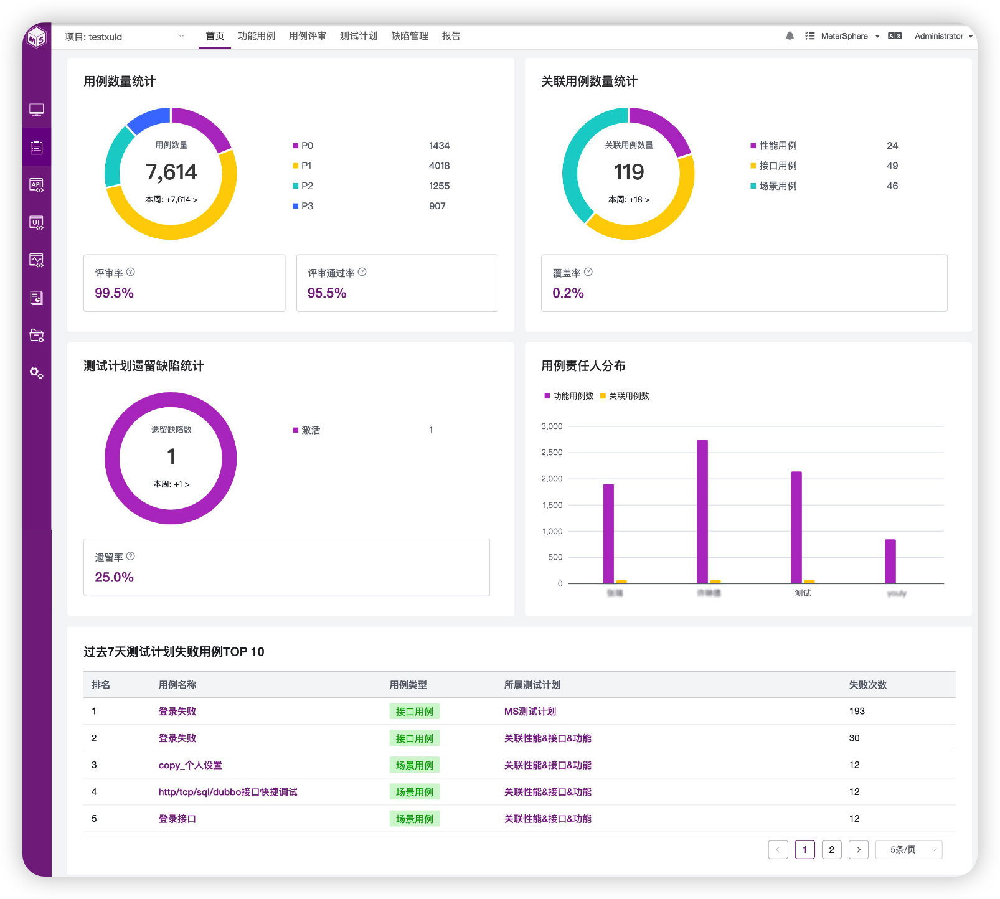 MS
项目: testxuld
首页 功能用例 用例评审 测试计划 缺陷管理 报告
MeterSphere
Administrator
API
UI
用例数量统计
用例数量
7,614
本周: +7,614 >
P0 1434
P1 4018
P2 1255
P3 907
评审率
99.5%
评审通过率
95.5%
关联用例数量统计
关联用例数量
119
本周: +18 >
性能用例 24
接口用例 49
场景用例 46
覆盖率
0.2%
测试计划遗留缺陷统计
遗留缺陷数
1
本周: +1 >
激活 1
遗留率
25.0%
用例责任人分布
功能用例数 关联用例数
3,000
2,500
2,000
1,500
1,000
500
0
测试
过去7天测试计划失败用例TOP 10
排名 用例名称 用例类型 所属测试计划 失败次数
1 登录失败 接口用例 MS测试计划 193
2 登录失败 接口用例 关联性能&接口&功能 30
3 copy_个人设置 场景用例 关联性能&接口&功能 12
4 http/tcp/sql/dubbo接口快捷调试 场景用例 关联性能&接口&功能 12
5 登录接口 场景用例 关联性能&接口&功能 12
1 2 5条/页